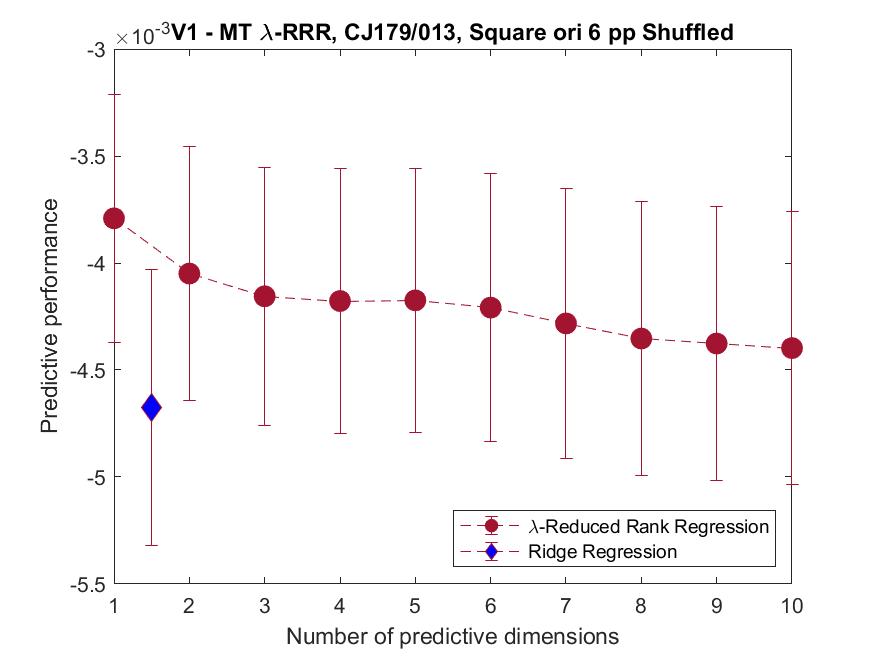 ×10-3
V1 - MT λ-RRR, CJ179/013, Square ori 6 pp Shuffled
-3
-3.5
-4
-4.5
-5
-5.5
Predictive performance
λ-Reduced Rank Regression
Ridge Regression
1 2 3 4 5 6 7 8 9 10
Number of predictive dimensions